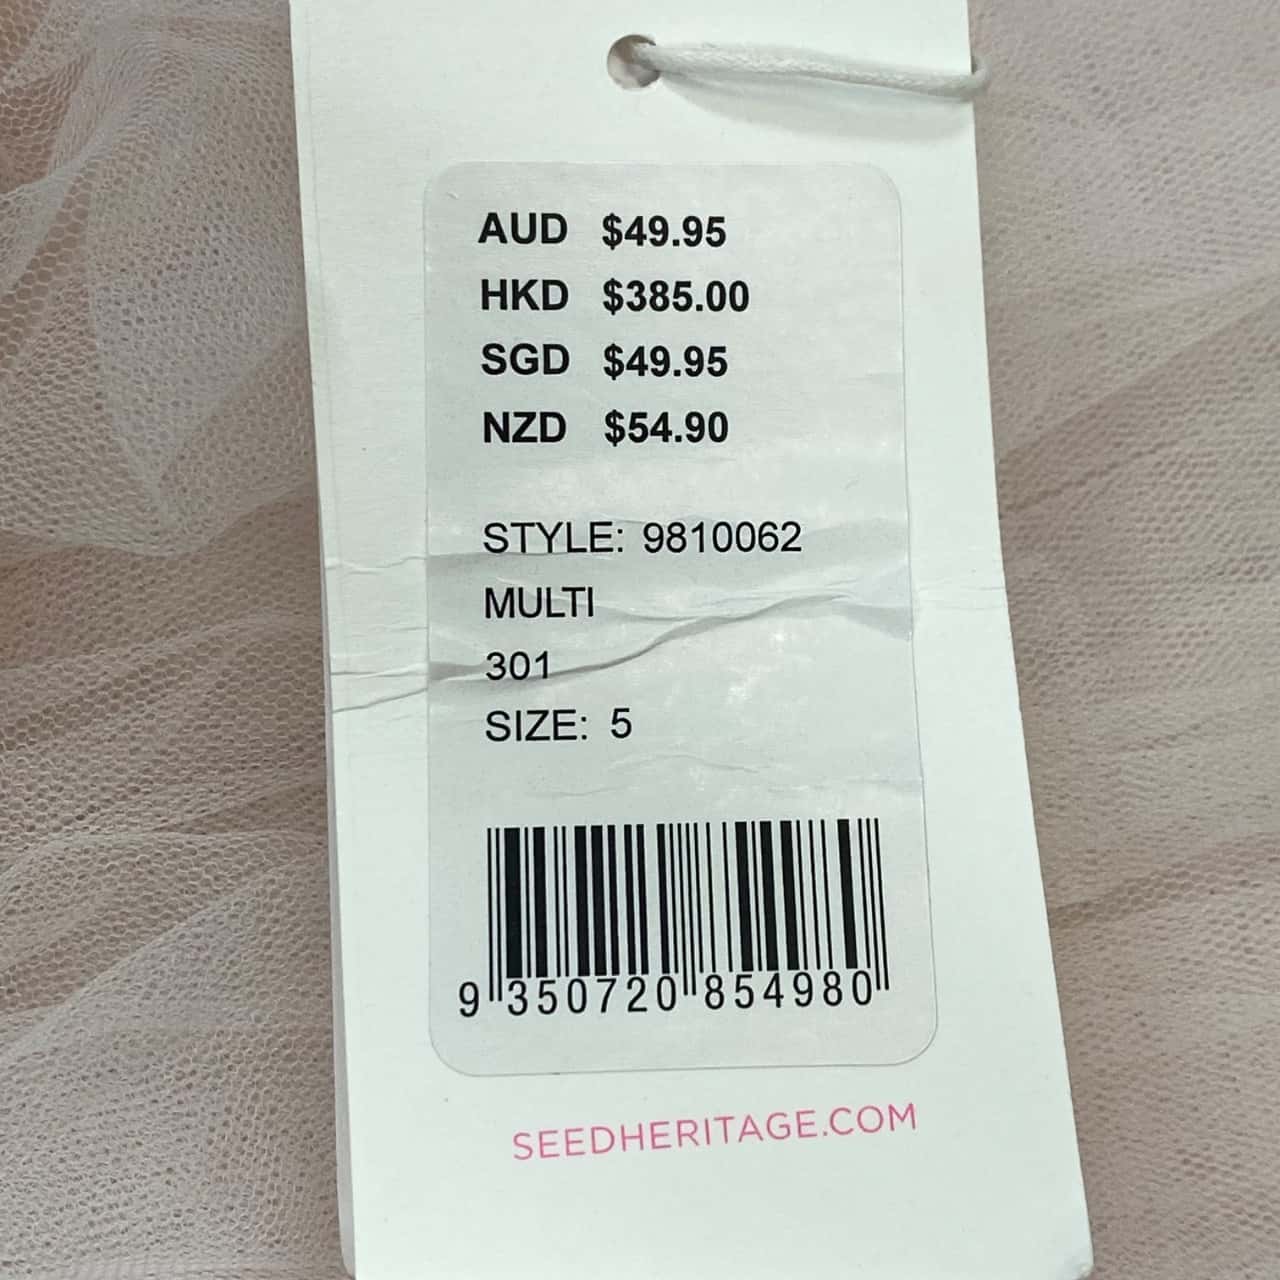 AUD $49.95
HKD $385.00
SGD $49.95
NZD $54.90
STYLE: 9810062
MULTI
301
SIZE: 5
9 350720 854980
SEEDHERITAGE.COM